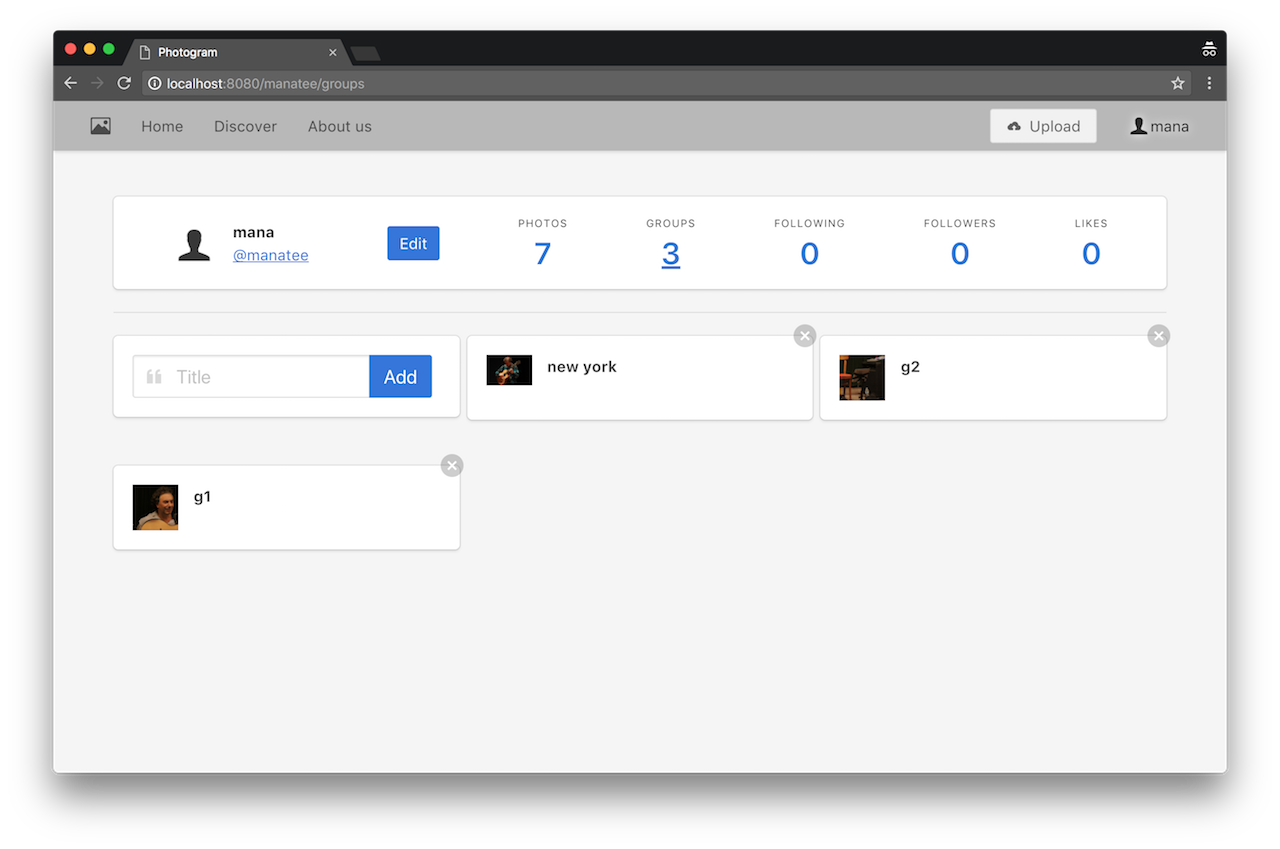 Photogram
localhost:8080/manatee/groups
Home Discover About us Upload mana
mana
@manatee
Edit
PHOTOS GROUPS FOLLOWING FOLLOWERS LIKES
7 3 0 0 0
Title Add
new york
g2
g1